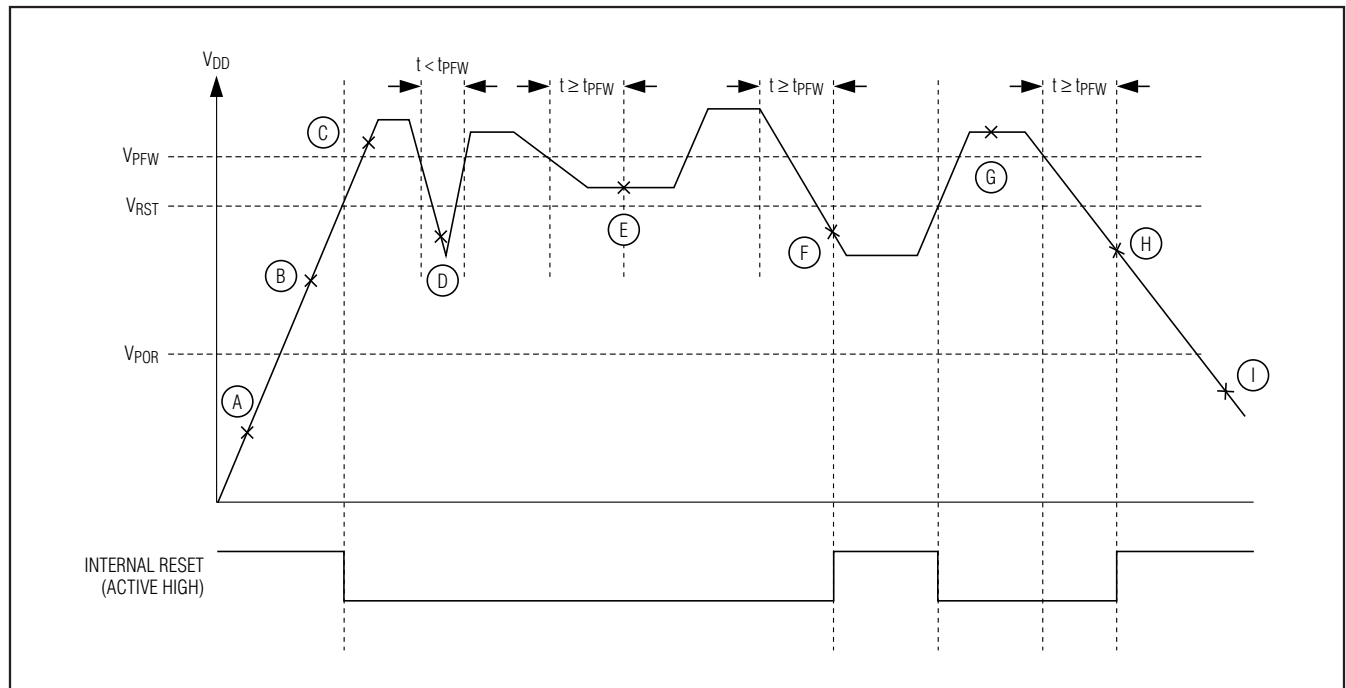 VDD
t < tPFW
t ≥ tPFW
t ≥ tPFW
t ≥ tPFW
C
VPFW
G
VRST
E
F
H
B
D
VPOR
I
A
INTERNAL RESET
(ACTIVE HIGH)